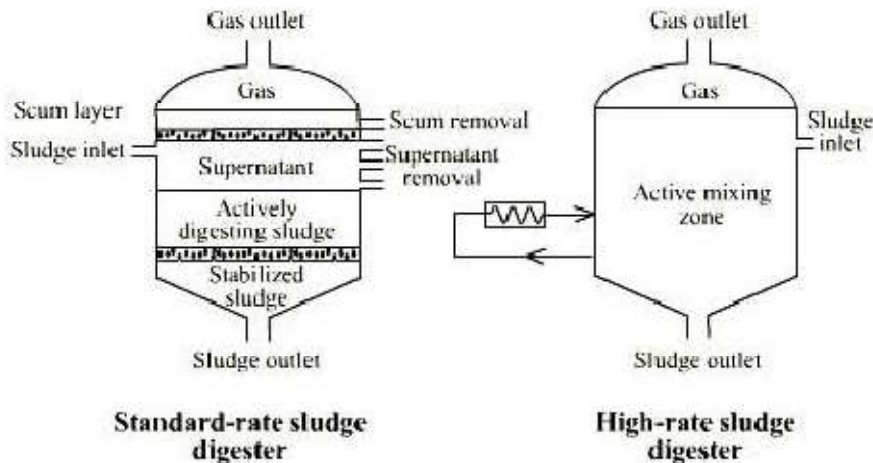 Gas outlet
Gas
Scum layer
Scum removal
Sludge inlet
Supernatant
Supernatant
removal
Actively
digesting sludge
Stabilized
sludge
Sludge outlet
Standard-rate sludge
digester
Gas outlet
Gas
Sludge
inlet
Active mixing
zone
Sludge outlet
High-rate sludge
digester